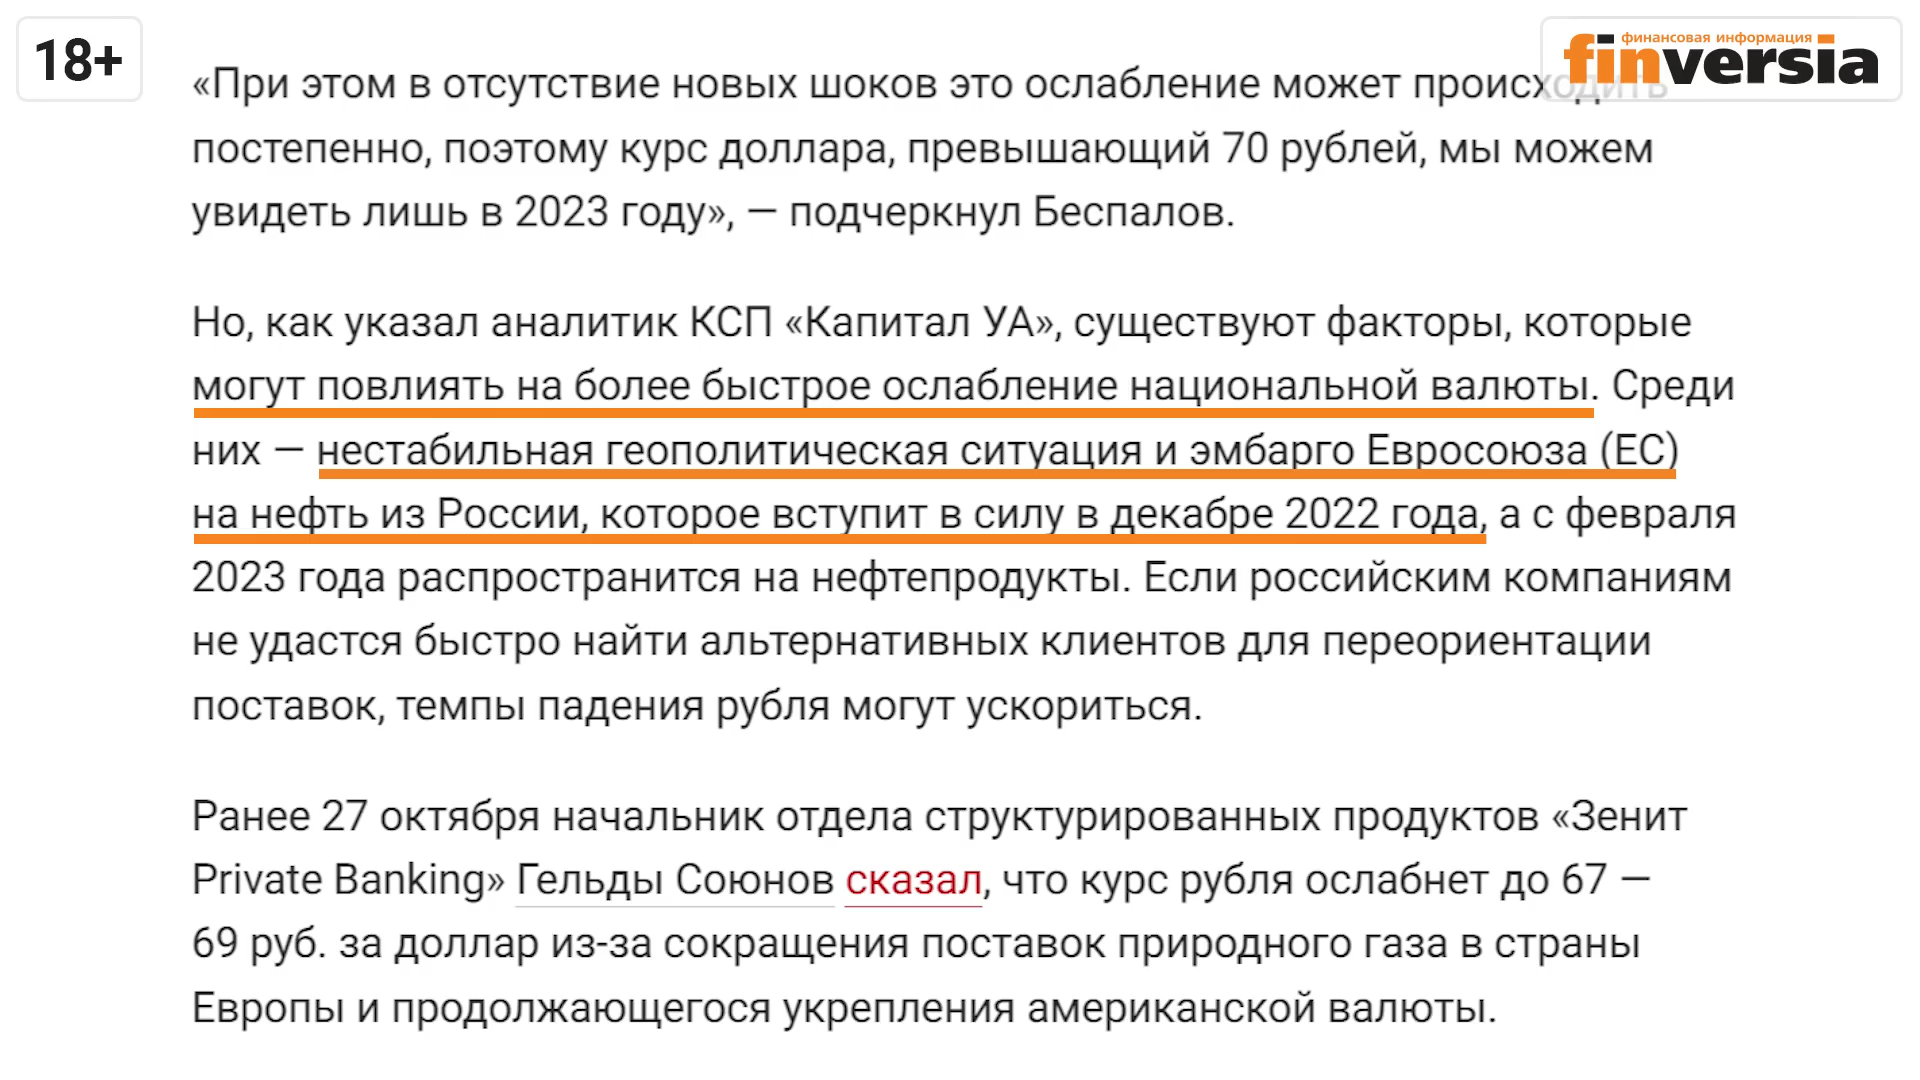 18+
финансовая информация
finversia
«При этом в отсутствие новых шоков это ослабление может происходить
постепенно, поэтому курс доллара, превышающий 70 рублей, мы можем
увидеть лишь в 2023 году», — подчеркнул Беспалов.
Но, как указал аналитик КСП «Капитал УА», существуют факторы, которые
могут повлиять на более быстрое ослабление национальной валюты. Среди
них — нестабильная геополитическая ситуация и эмбарго Евросоюза (ЕС)
на нефть из России, которое вступит в силу в декабре 2022 года, а с февраля
2023 года распространится на нефтепродукты. Если российским компаниям
не удастся быстро найти альтернативных клиентов для переориентации
поставок, темпы падения рубля могут ускориться.
Ранее 27 октября начальник отдела структурированных продуктов «Зенит
Private Banking» Гельды Союнов сказал, что курс рубля ослабнет до 67 —
69 руб. за доллар из-за сокращения поставок природного газа в страны
Европы и продолжающегося укрепления американской валюты.